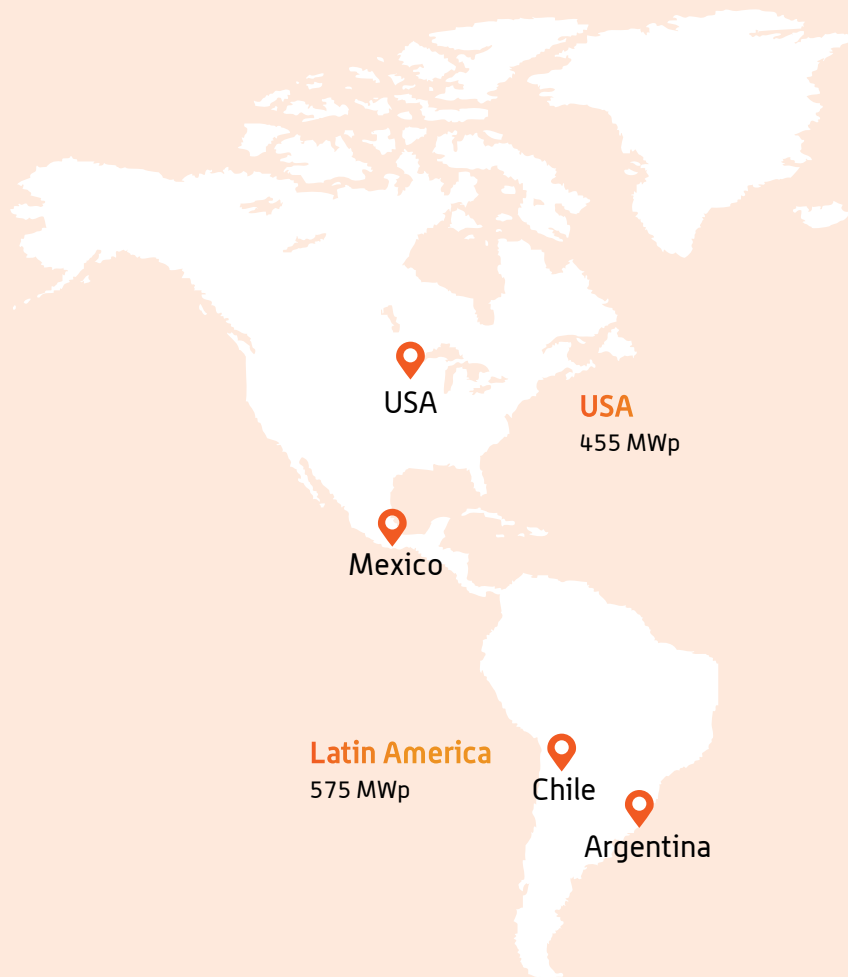 USA
USA
455 MWp
Mexico
Latin America
575 MWp
Chile
Argentina